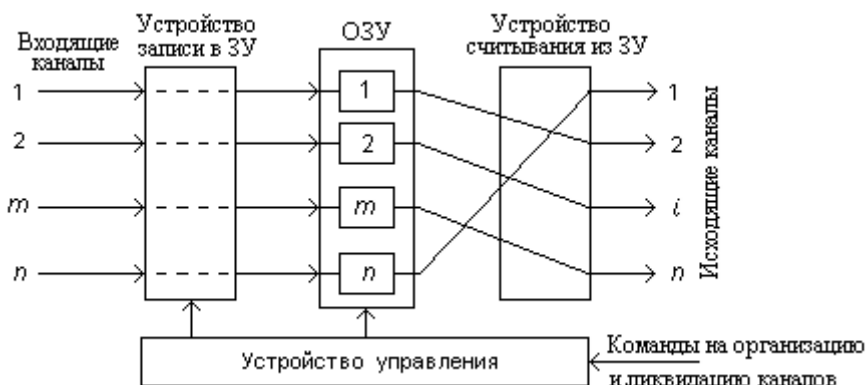 Входящие
каналы
Устройство
записи в ЗУ
ОЗУ
Устройство
считывания из ЗУ
1
1
1
2
2
2
m
m
i
n
n
n
Исходящие каналы
Устройство управления
Команды на организацию
и ликвидацию каналов